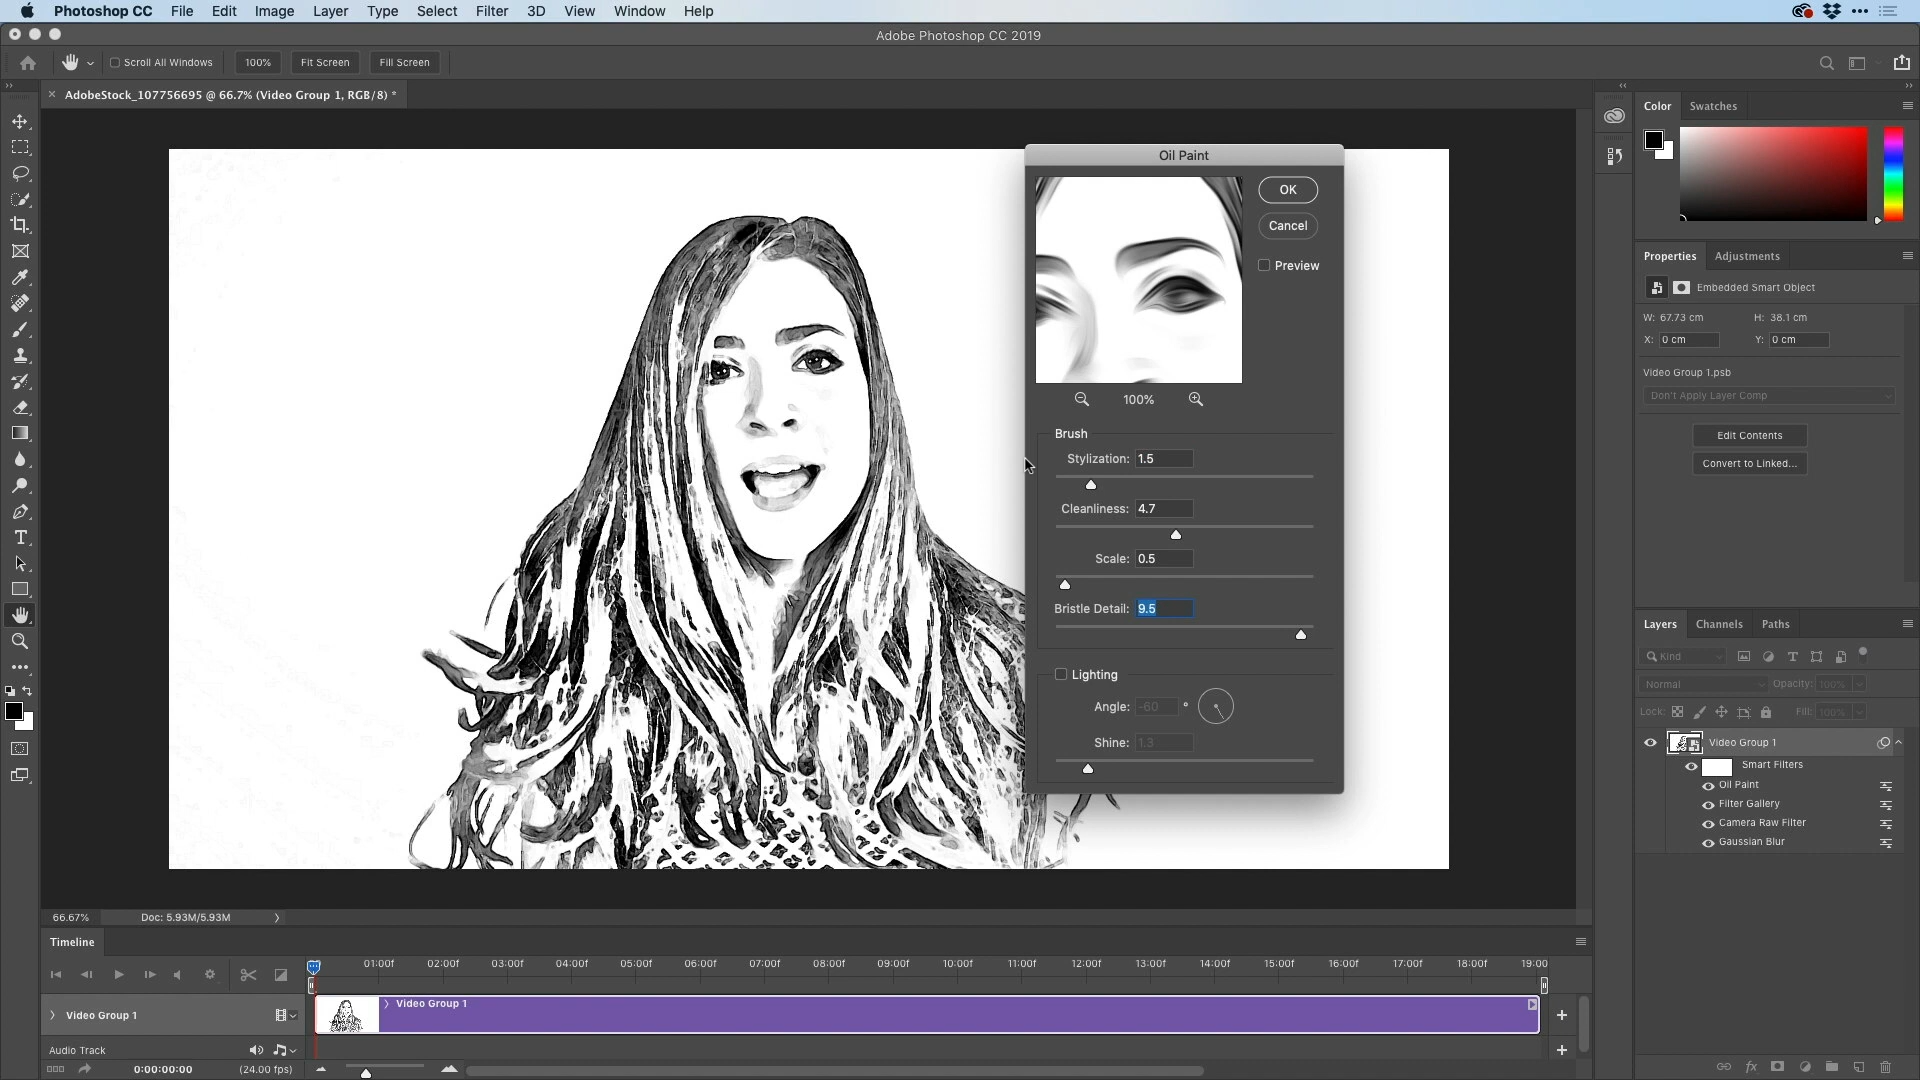 Photoshop CC File Edit Image Layer Type Select Filter 3D View Window Help
Adobe Photoshop CC 2019
Scroll All Windows 100% Fit Screen Fill Screen
AdobeStock_107756695 @ 66.7% (Video Group 1, RGB/8) *
Oil Paint
OK
Cancel
Preview
100%
Brush
Stylization: 1.5
Cleanliness: 4.7
Scale: 0.5
Bristle Detail: 9.5
Lighting
Angle: -60 °
Shine: 1.3
Color Swatches
Properties Adjustments
Embedded Smart Object
W: 67.73 cm H: 38.1 cm
X: 0 cm Y: 0 cm
Video Group 1.psb
Don't Apply Layer Comp
Edit Contents
Convert to Linked...
Layers Channels Paths
Kind
Normal Opacity: 100%
Lock: Fill: 100%
Video Group 1
Smart Filters
Oil Paint
Filter Gallery
Camera Raw Filter
Gaussian Blur
66.67% Doc: 5.93M/5.93M
Timeline
01:00f 02:00f 03:00f 04:00f 05:00f 06:00f 07:00f 08:00f 09:00f 10:00f 11:00f 12:00f 13:00f 14:00f 15:00f 16:00f 17:00f 18:00f 19:00
Video Group 1 Video Group 1
Audio Track
0:00:00:00 (24.00 fps)